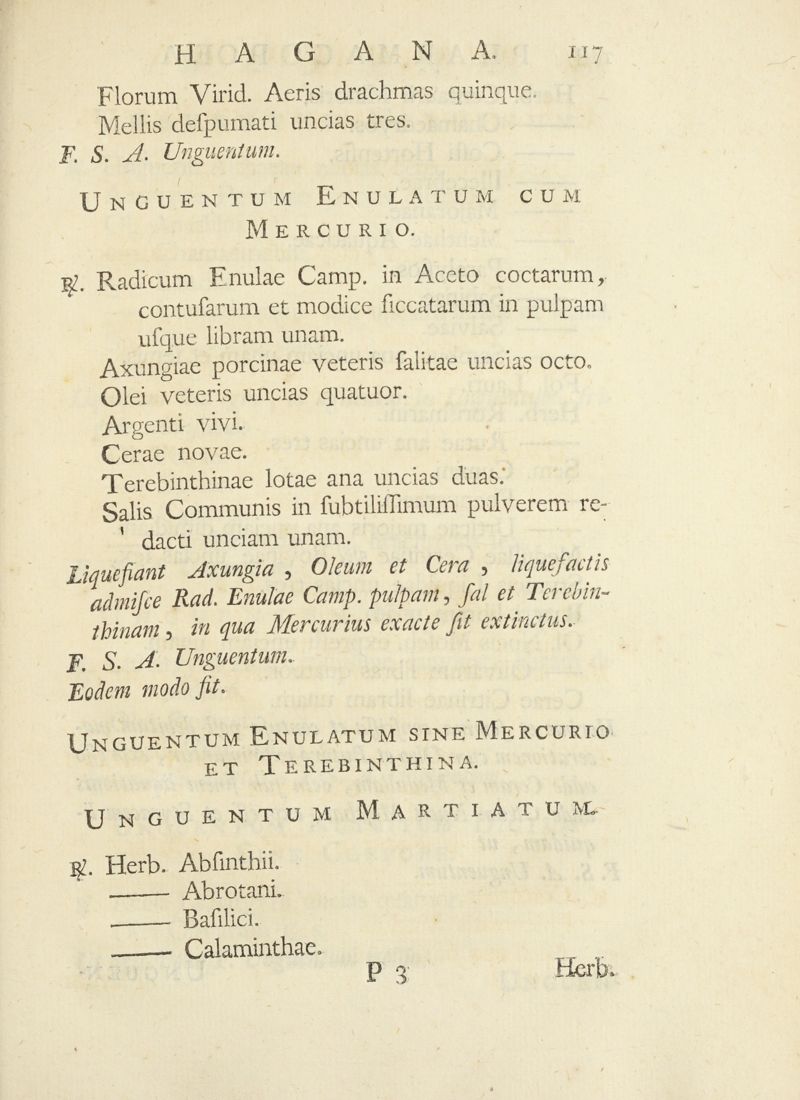 HAGANA. 117
Florum Virid. Aeris drachmas quinque.
Mellis deſpumati uncias tres.
F. S. A. Unguentum.
UNGUENTUM ENULATUM CUM
MERCURIO.
℞. Radicum Enulae Camp. in Aceto coctarum,
contuſarum et modice ſiccatarum in pulpam
uſque libram unam.
Axungiae porcinae veteris ſalitae uncias octo.
Olei veteris uncias quatuor.
Argenti vivi.
Cerae novae.
Terebinthinae lotae ana uncias duas.
Salis Communis in ſubtiliſſimum pulverem re-
dacti unciam unam.
Liquefiant Axungia, Oleum et Cera, liquefactis
admiſce Rad. Enulae Camp. pulpam, ſal et Terebin-
thinam, in qua Mercurius exacte ſit extinctus.
F. S. A. Unguentum.
Eodem modo fit.
UNGUENTUM ENULATUM SINE MERCURIO
ET TEREBINTHINA.
UNGUENTUM MARTIATUM.
℞. Herb. Abſinthii.
—— Abrotani.
—— Baſilici.
—— Calaminthae.
P 3 Herb.